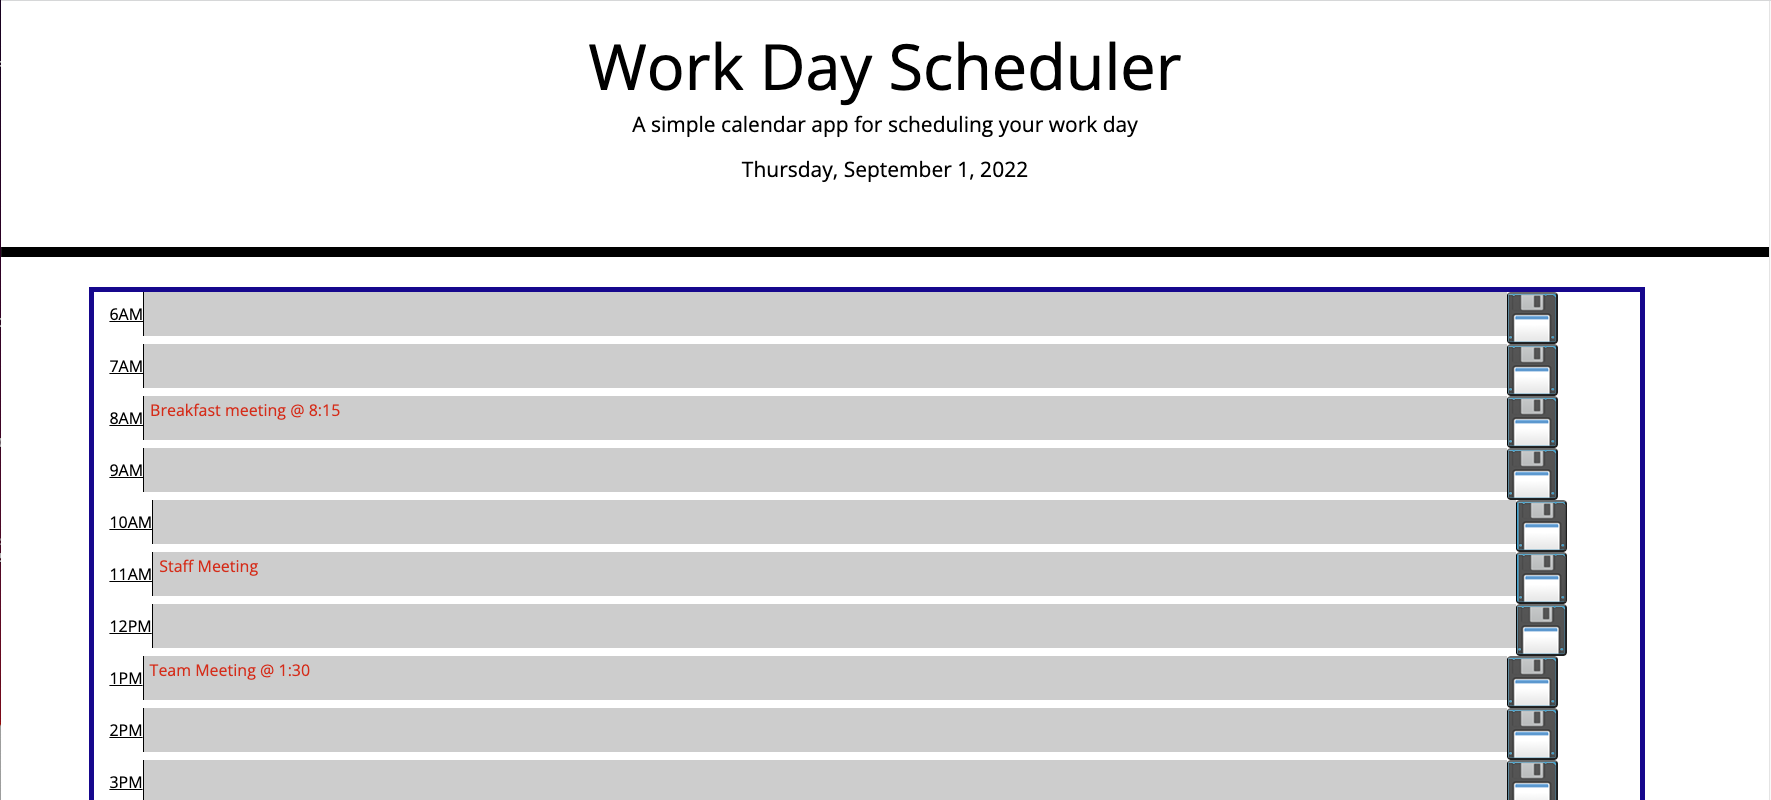 Work Day Scheduler
A simple calendar app for scheduling your work day
Thursday, September 1, 2022
6AM
7AM
8AM Breakfast meeting @ 8:15
9AM
10AM
11AM Staff Meeting
12PM
1PM Team Meeting @ 1:30
2PM
3PM